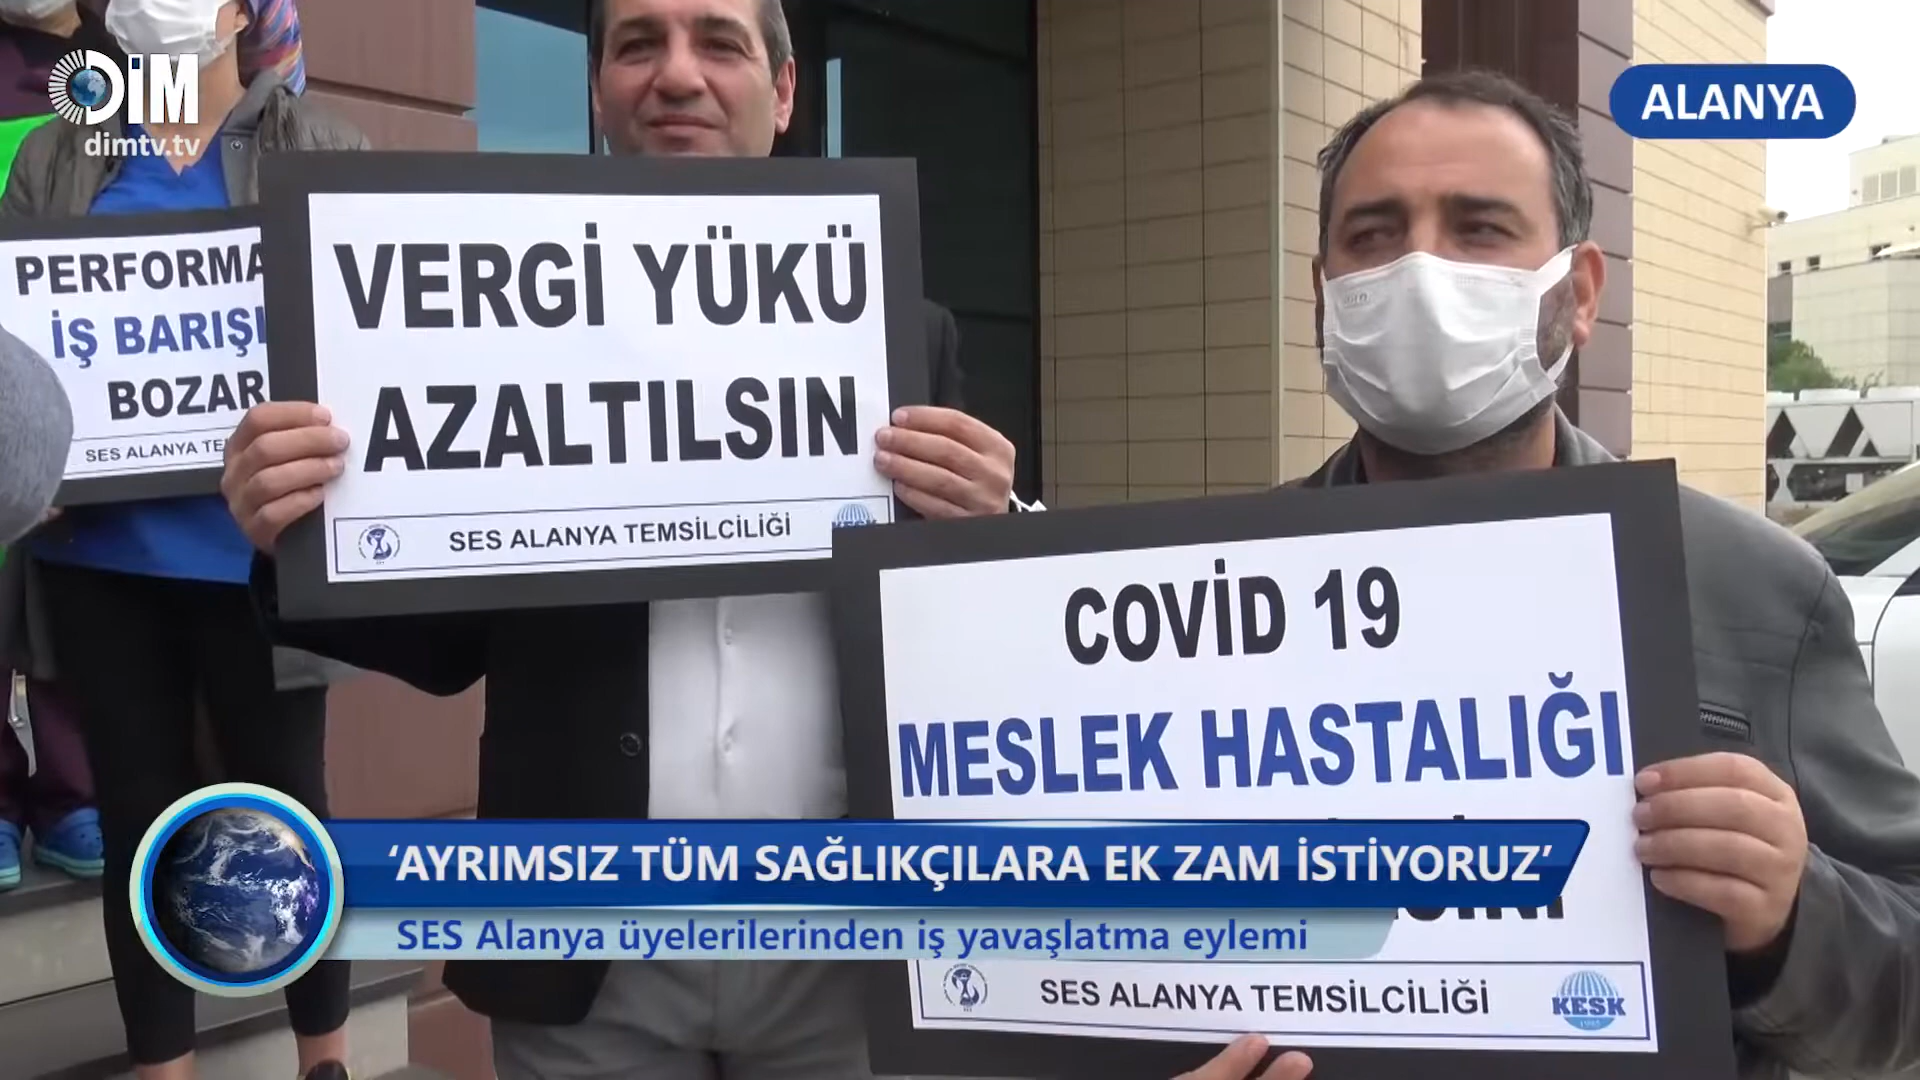 DİM
dimtv.tv
ALANYA
PERFORMA
İŞ BARIŞI
BOZAR
SES ALANYA TE
VERGİ YÜKÜ
AZALTILSIN
SES ALANYA TEMSİLCİLİĞİ
KESK
COVİD 19
MESLEK HASTALIĞI
SES ALANYA TEMSİLCİLİĞİ
KESK
1995
‘AYRIMSIZ TÜM SAĞLIKÇILARA EK ZAM İSTİYORUZ’
SES Alanya üyelerilerinden iş yavaşlatma eylemi